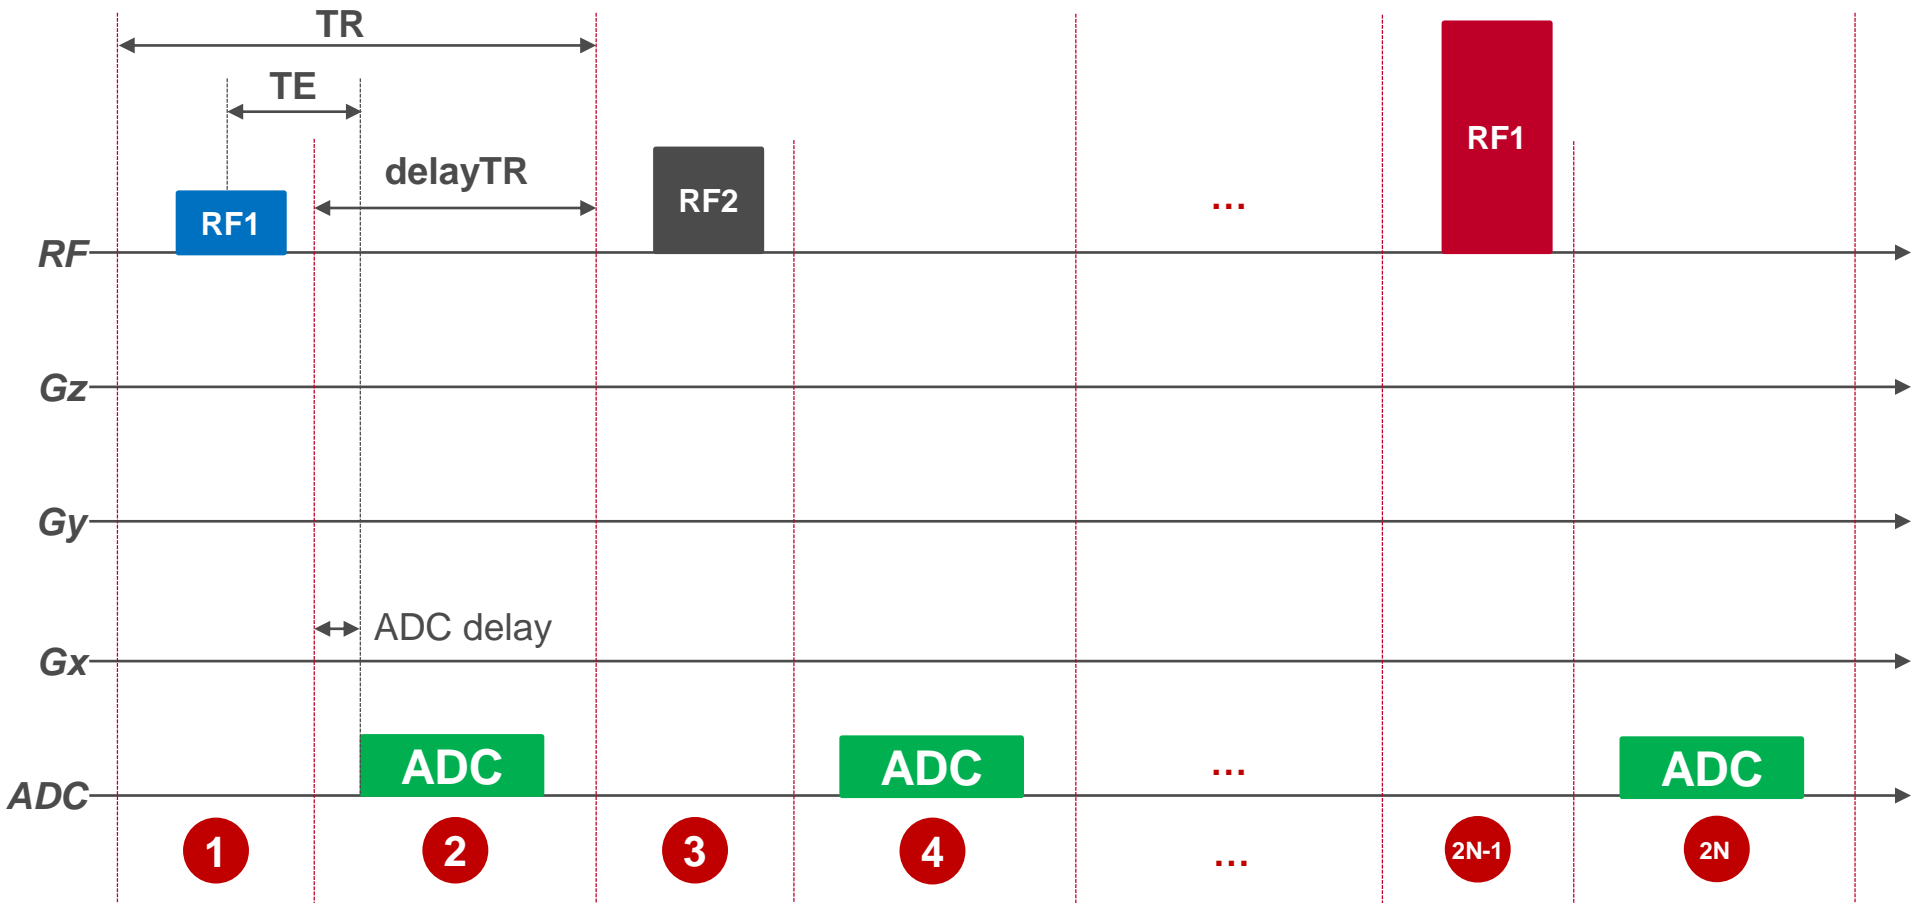 TR
TE
delayTR
RF1
RF2
RF1
...
RF
Gz
Gy
ADC delay
Gx
ADC
ADC
...
ADC
ADC
1
2
3
4
...
2N-1
2N